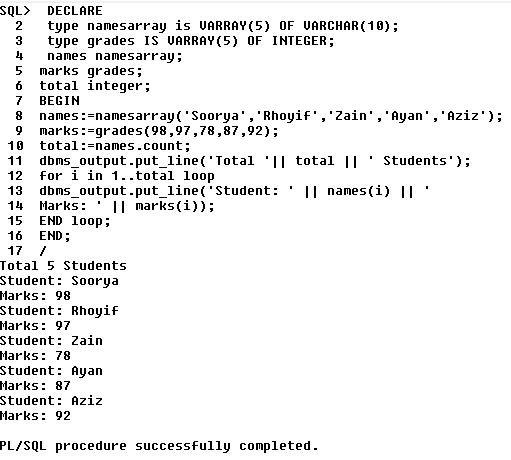 SQL>  DECLARE
  2   type namesarray is VARRAY(5) OF VARCHAR(10);
  3   type grades IS VARRAY(5) OF INTEGER;
  4   names namesarray;
  5  marks grades;
  6  total integer;
  7  BEGIN
  8  names:=namesarray('Soorya','Rhoyif','Zain','Ayan','Aziz');
  9  marks:=grades(98,97,78,87,92);
 10  total:=names.count;
 11  dbms_output.put_line('Total '|| total || ' Students');
 12  for i in 1..total loop
 13  dbms_output.put_line('Student: ' || names(i) || '
 14  Marks: ' || marks(i));
 15  END loop;
 16  END;
 17  /
Total 5 Students
Student: Soorya
Marks: 98
Student: Rhoyif
Marks: 97
Student: Zain
Marks: 78
Student: Ayan
Marks: 87
Student: Aziz
Marks: 92
PL/SQL procedure successfully completed.